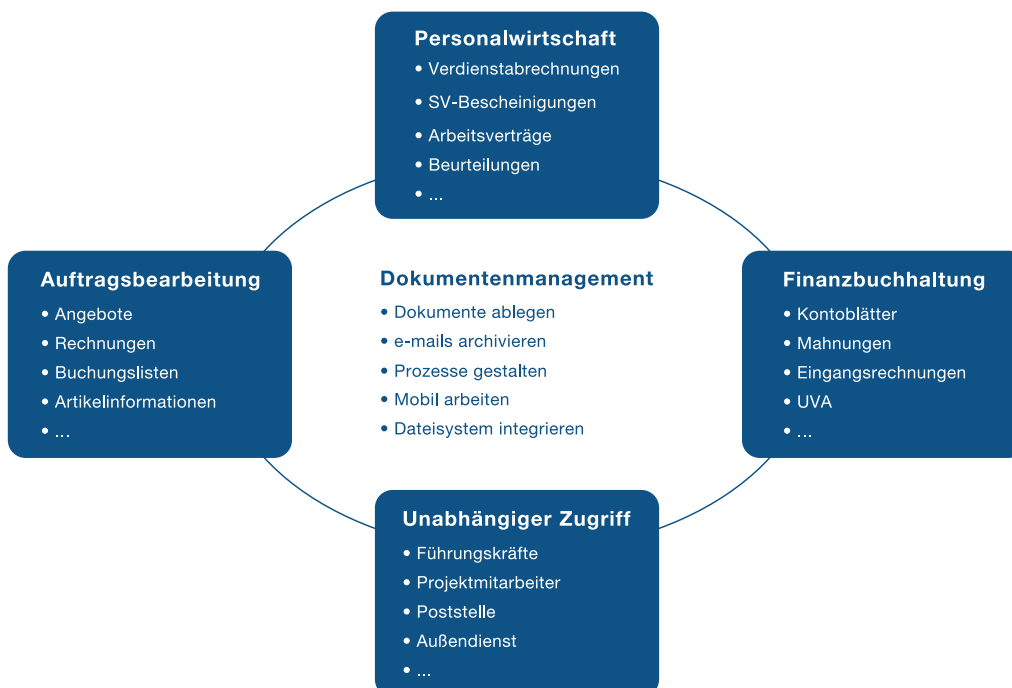 Personalwirtschaft
• Verdienstabrechnungen
• SV-Bescheinigungen
• Arbeitsverträge
• Beurteilungen
• ...
Auftragsbearbeitung
• Angebote
• Rechnungen
• Buchungslisten
• Artikelinformationen
• ...
Dokumentenmanagement
• Dokumente ablegen
• e-mails archivieren
• Prozesse gestalten
• Mobil arbeiten
• Dateisystem integrieren
Finanzbuchhaltung
• Kontoblätter
• Mahnungen
• Eingangsrechnungen
• UVA
• ...
Unabhängiger Zugriff
• Führungskräfte
• Projektmitarbeiter
• Poststelle
• Außendienst
• ...